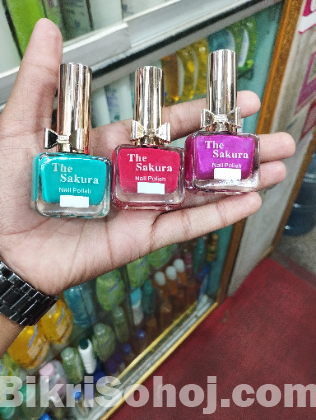 The
Sakura
Nail Polish
The
Sakura
Nail Polish
The
Sakura
Nail Polish
BikriSohoj.com